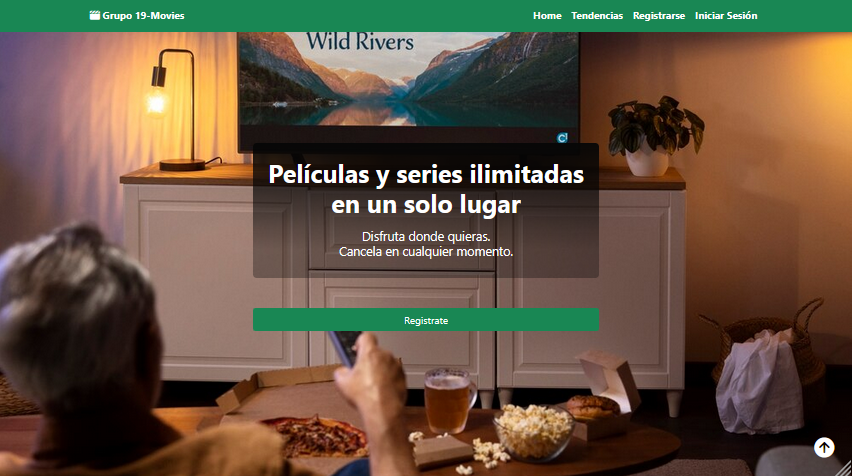 Grupo 19-Movies
Home Tendencias Registrarse Iniciar Sesión
Wild Rivers
Películas y series ilimitadas
en un solo lugar
Disfruta donde quieras.
Cancela en cualquier momento.
Registrate